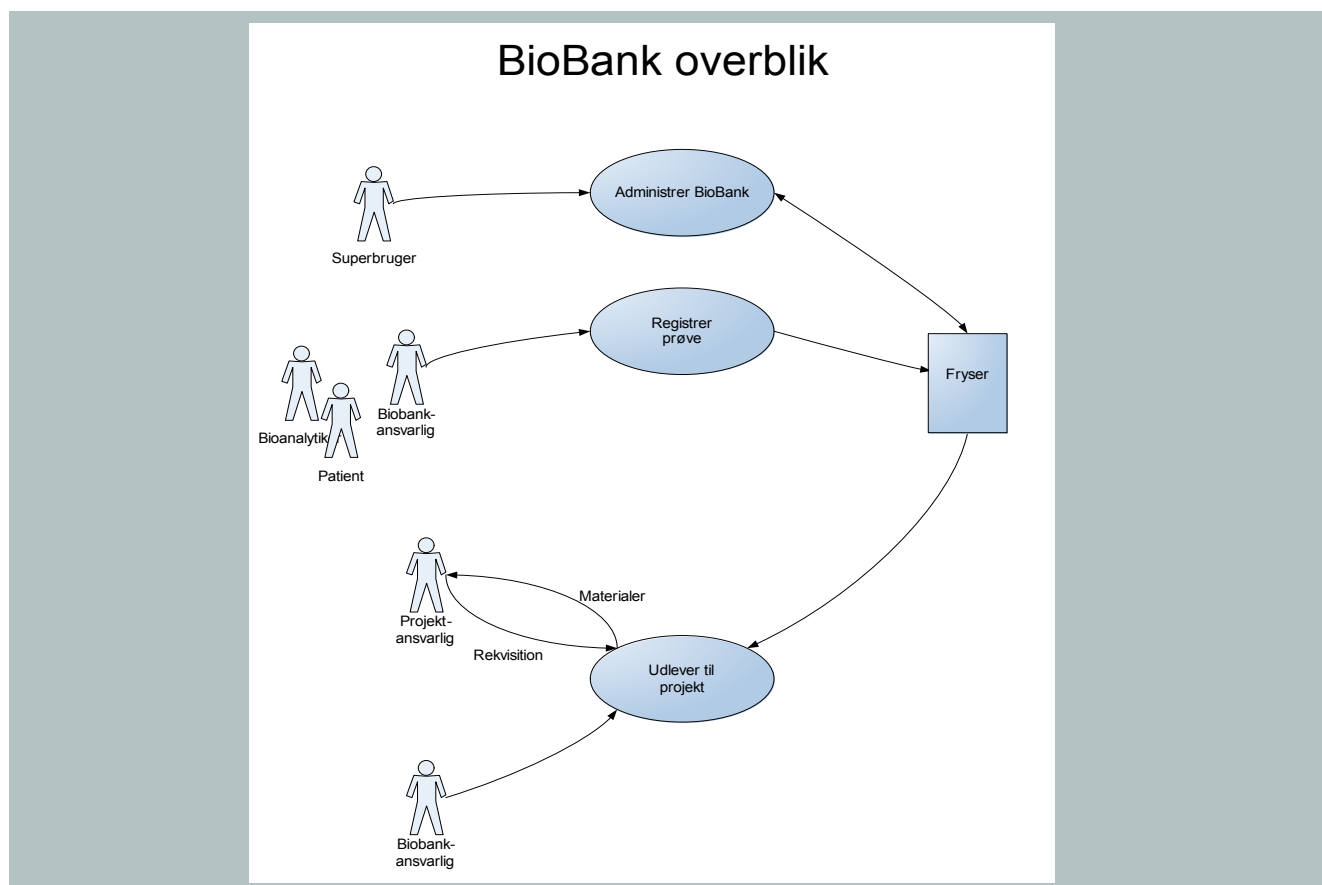 BioBank overblik
Administrer BioBank
Superbruger
Registrer
prøve
Fryser
Biobank-
ansvarlig
Bioanalytik
Patient
Materialer
Projekt-
ansvarlig
Rekvisition
Udlever til
projekt
Biobank-
ansvarlig